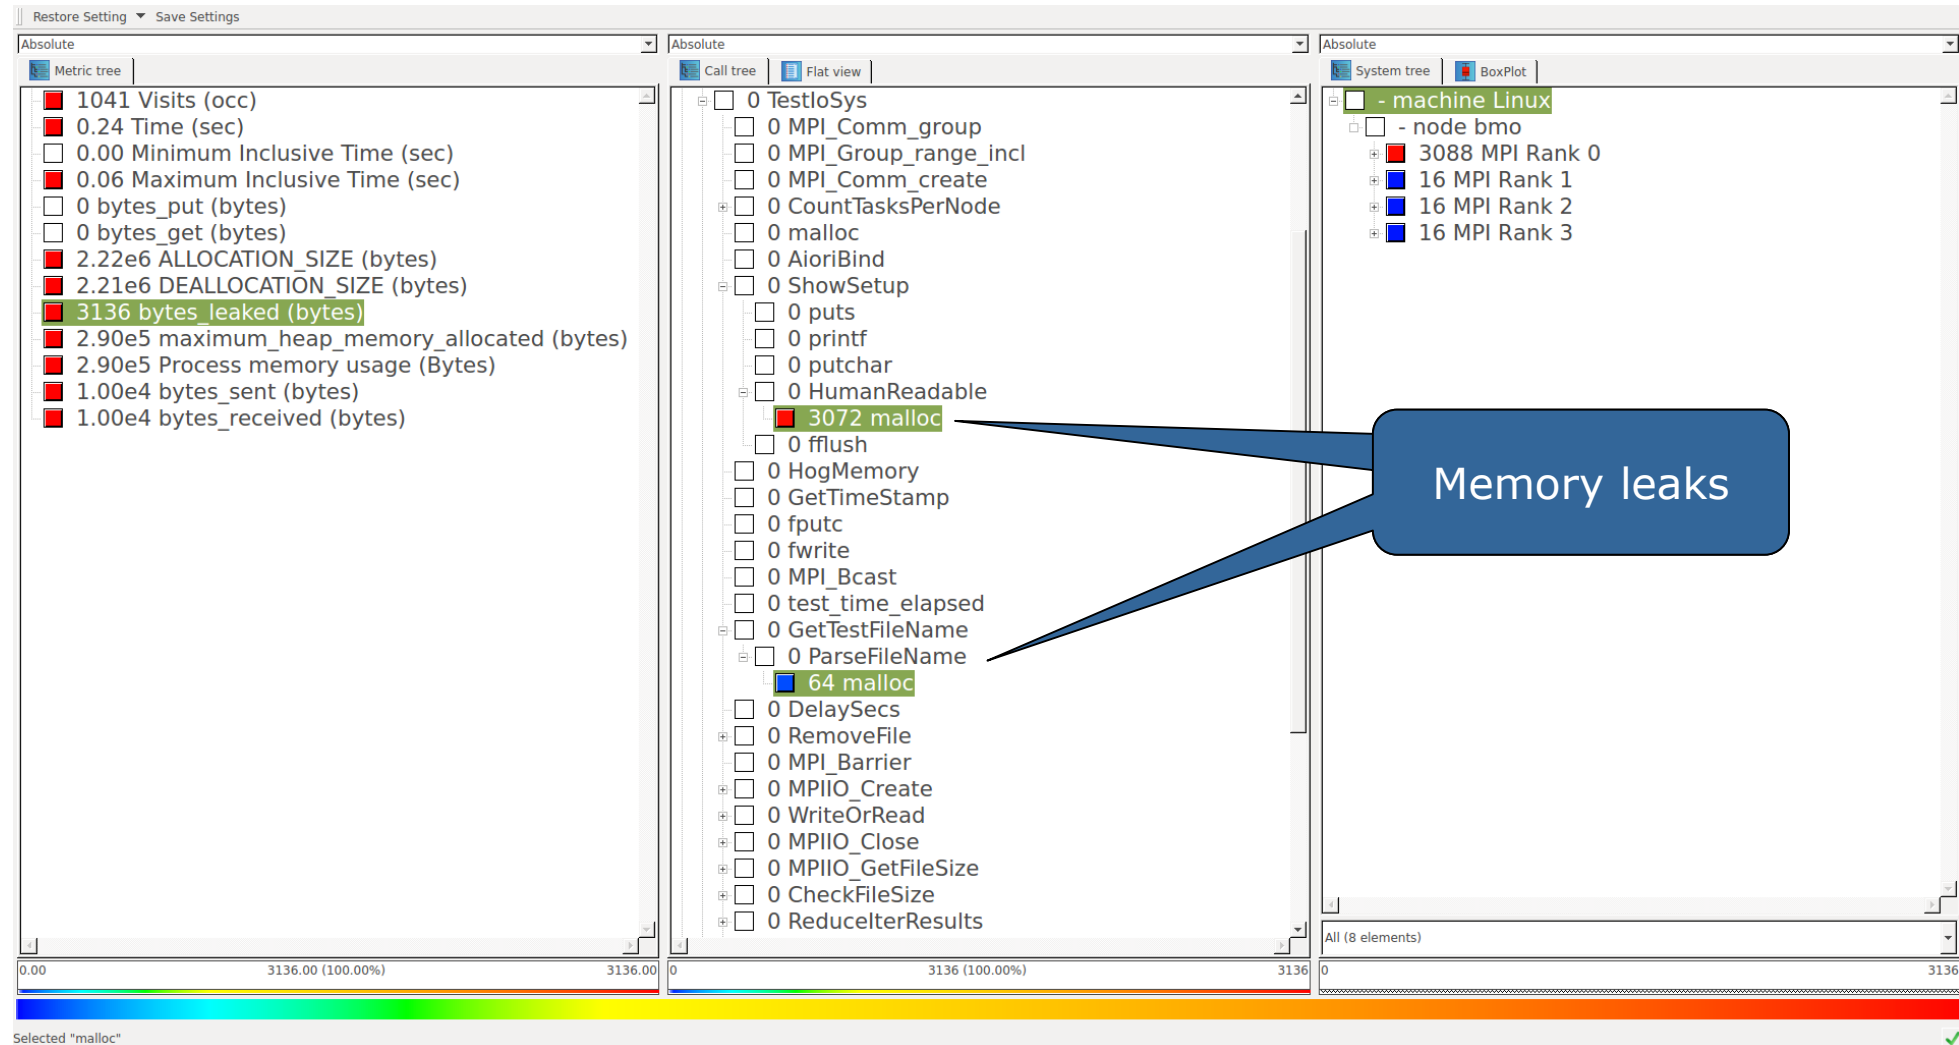 Restore Setting Save Settings
Absolute
Metric tree
1041 Visits (occ)
0.24 Time (sec)
0.00 Minimum Inclusive Time (sec)
0.06 Maximum Inclusive Time (sec)
0 bytes_put (bytes)
0 bytes_get (bytes)
2.22e6 ALLOCATION_SIZE (bytes)
2.21e6 DEALLOCATION_SIZE (bytes)
3136 bytes_leaked (bytes)
2.90e5 maximum_heap_memory_allocated (bytes)
2.90e5 Process memory usage (Bytes)
1.00e4 bytes_sent (bytes)
1.00e4 bytes_received (bytes)
0.00 3136.00 (100.00%) 3136.00
Absolute
Call tree Flat view
0 TestIoSys
0 MPI_Comm_group
0 MPI_Group_range_incl
0 MPI_Comm_create
0 CountTasksPerNode
0 malloc
0 AioriBind
0 ShowSetup
0 puts
0 printf
0 putchar
0 HumanReadable
3072 malloc
0 fflush
0 HogMemory
0 GetTimeStamp
0 fputc
0 fwrite
0 MPI_Bcast
0 test_time_elapsed
0 GetTestFileName
0 ParseFileName
64 malloc
0 DelaySecs
0 RemoveFile
0 MPI_Barrier
0 MPIIO_Create
0 WriteOrRead
0 MPIIO_Close
0 MPIIO_GetFileSize
0 CheckFileSize
0 ReduceIterResults
0 3136 (100.00%) 3136
Absolute
System tree BoxPlot
- machine Linux
- node bmo
3088 MPI Rank 0
16 MPI Rank 1
16 MPI Rank 2
16 MPI Rank 3
Memory leaks
All (8 elements)
0 3136
Selected "malloc"